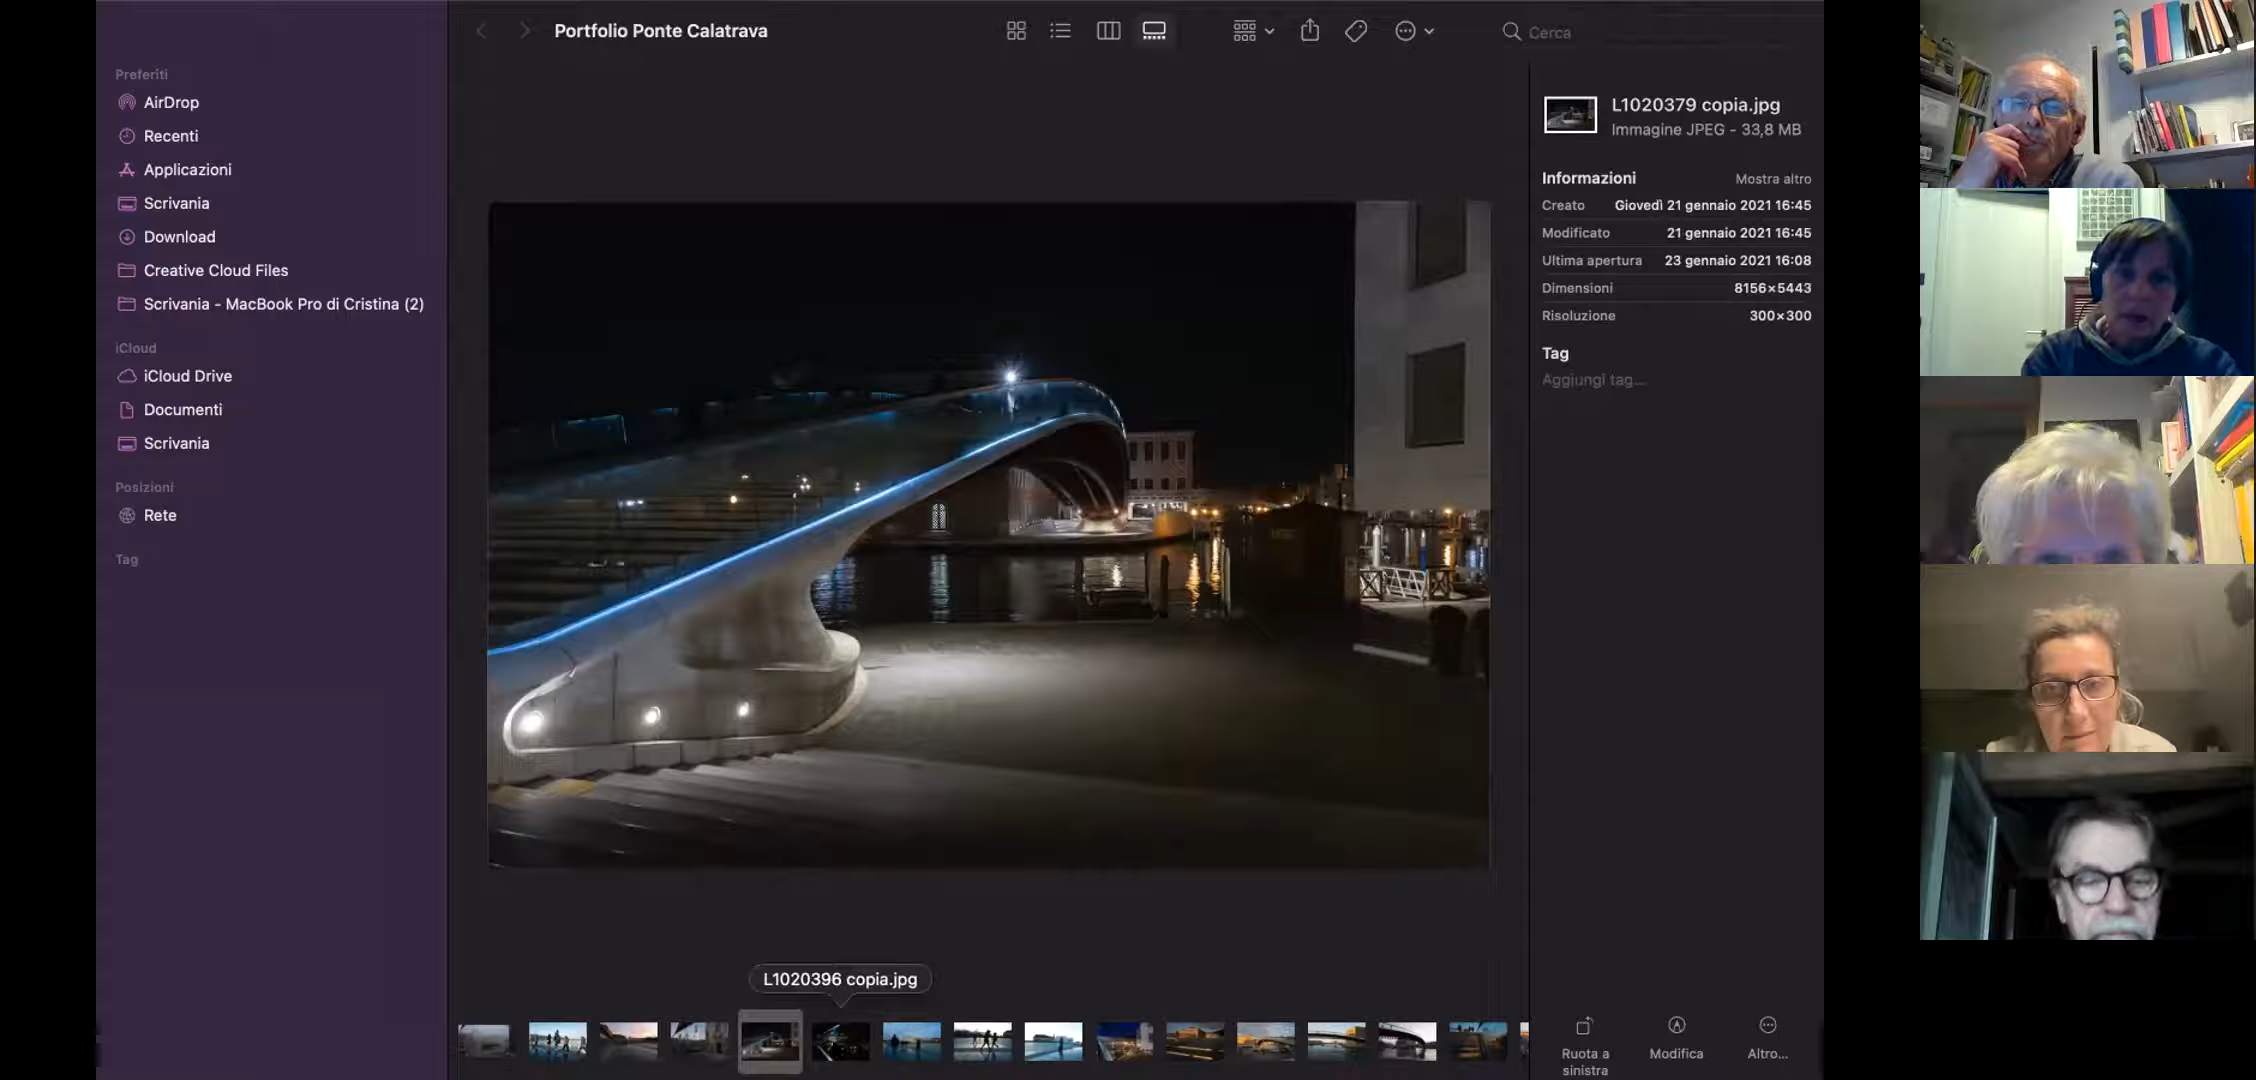 Portfolio Ponte Calatrava
Cerca
Preferiti
AirDrop
Recenti
Applicazioni
Scrivania
Download
Creative Cloud Files
Scrivania - MacBook Pro di Cristina (2)
iCloud
iCloud Drive
Documenti
Scrivania
Posizioni
Rete
Tag
L1020379 copia.jpg
Immagine JPEG - 33,8 MB
Informazioni Mostra altro
Creato Giovedì 21 gennaio 2021 16:45
Modificato 21 gennaio 2021 16:45
Ultima apertura 23 gennaio 2021 16:08
Dimensioni 8156×5443
Risoluzione 300×300
Tag
Aggiungi tag...
L1020396 copia.jpg
Ruota a
sinistra
Modifica
Altro...